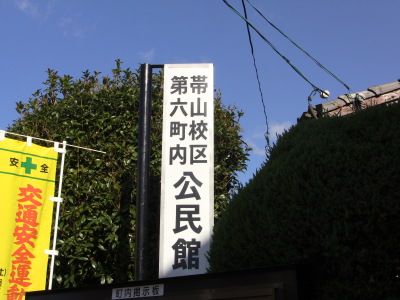 帯山校区
第六町内
公民館
安全
交通安全運動
町内掲示板